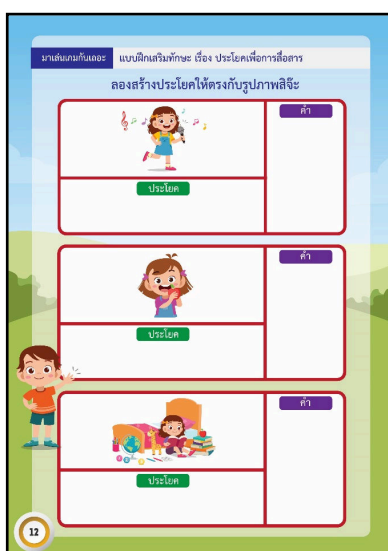 มาเล่นเกมกันเถอะ แบบฝึกเสริมทักษะ เรื่อง ประโยคเพื่อการสื่อสาร
ลองสร้างประโยคให้ตรงกับรูปภาพสิจ๊ะ
คำ
ประโยค
คำ
ประโยค
คำ
ประโยค
12